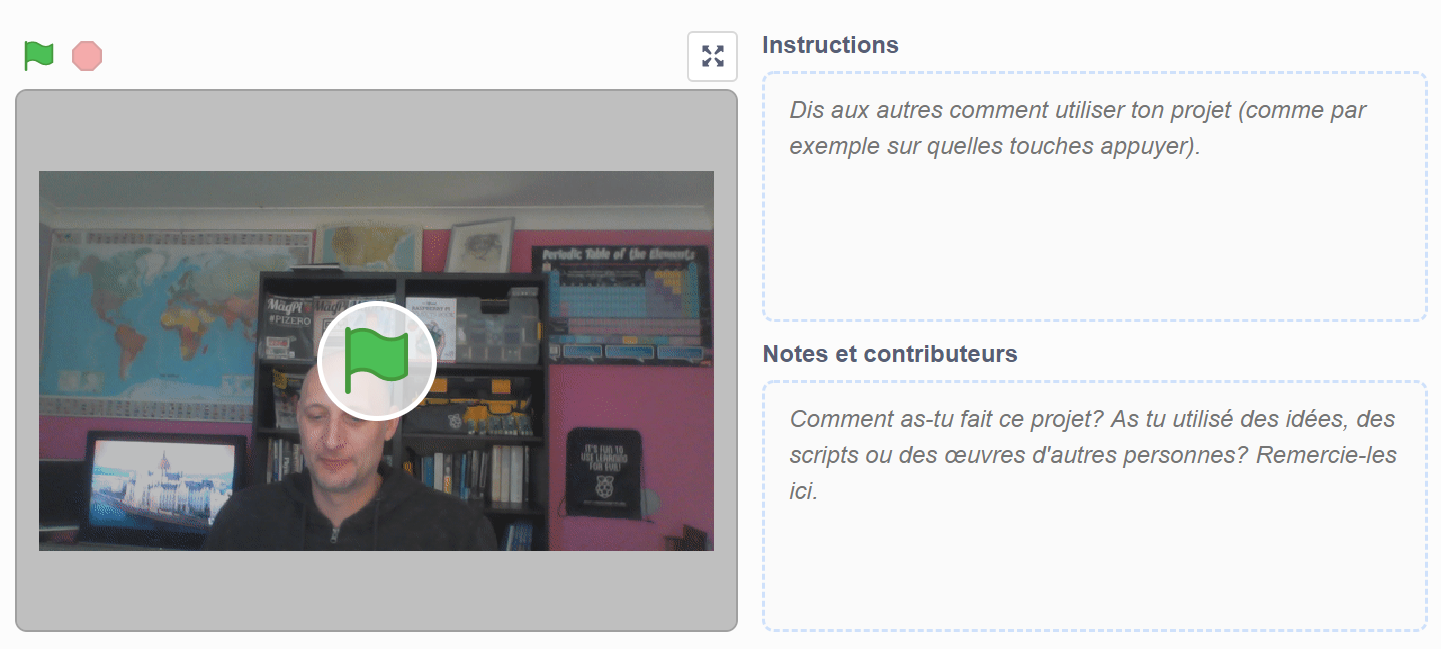 Instructions
Dis aux autres comment utiliser ton projet (comme par
exemple sur quelles touches appuyer).
Periodic Table of the Elements
MagPi
MagPi
#PIZERO
Notes et contributeurs
Comment as-tu fait ce projet? As tu utilisé des idées, des
scripts ou des œuvres d'autres personnes? Remercie-les
ici.
IT'S FUN TO
USE LEARNING
FOR EVIL!